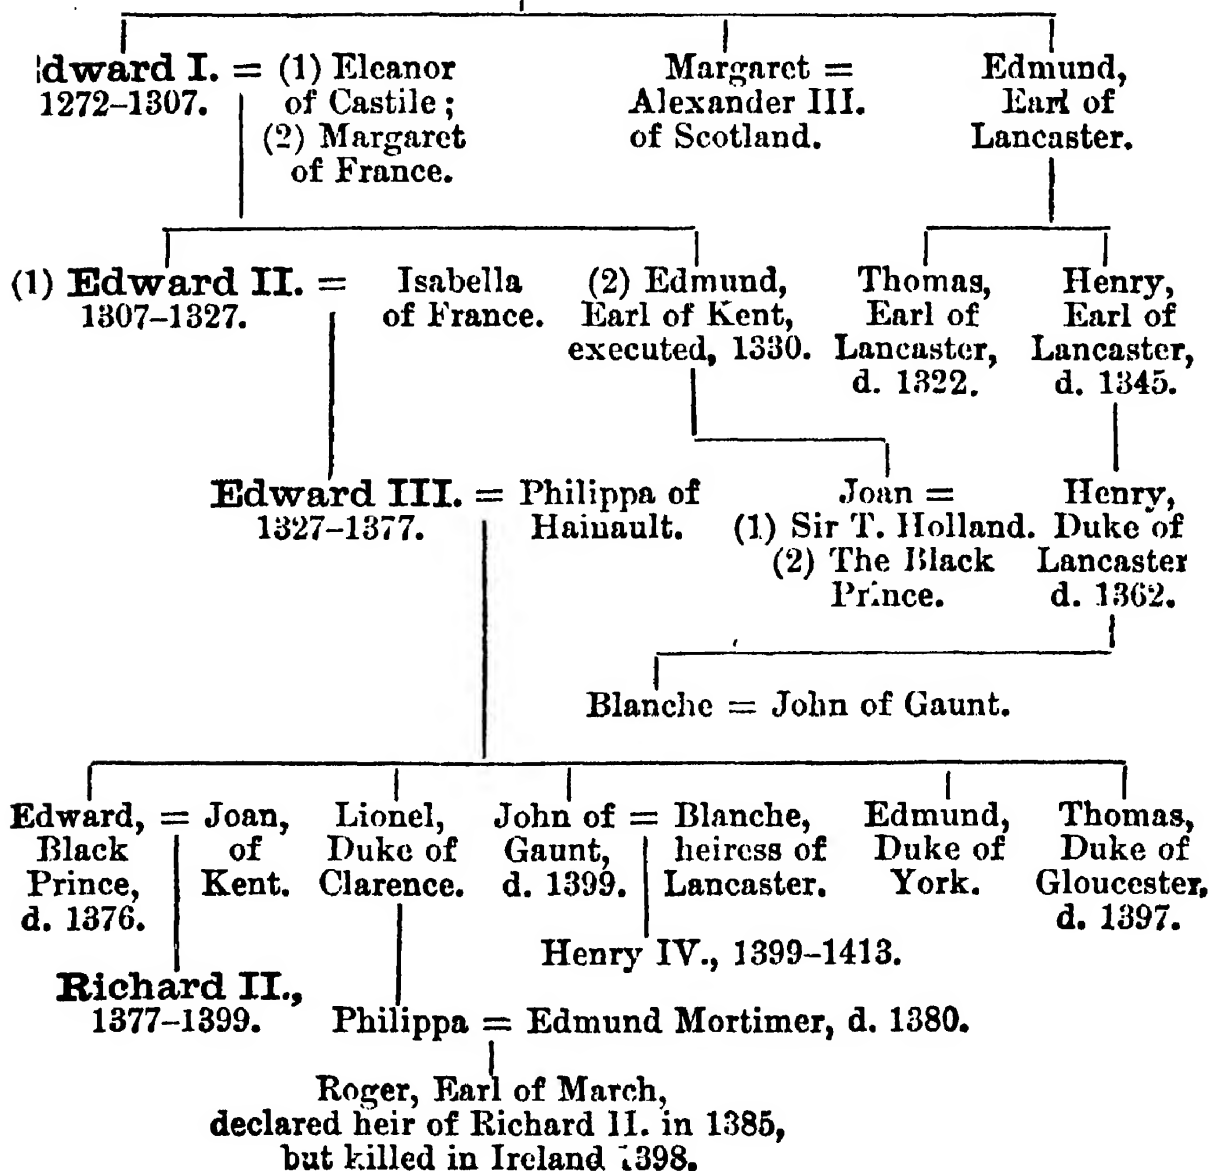 dward I. = (1) Eleanor
1272–1307. of Castile;
(2) Margaret
of France.
Margaret =
Alexander III.
of Scotland.
Edmund,
Earl of
Lancaster.
(1) Edward II. = Isabella
1307–1327. of France.
(2) Edmund,
Earl of Kent,
executed, 1330.
Thomas,
Earl of
Lancaster,
d. 1322.
Henry,
Earl of
Lancaster,
d. 1345.
Edward III. = Philippa of
1327–1377. Hainault.
Joan =
(1) Sir T. Holland.
(2) The Black
Prince.
Henry,
Duke of
Lancaster
d. 1362.
Blanche = John of Gaunt.
Edward, = Joan,
Black of
Prince, Kent.
d. 1376.
Lionel,
Duke of
Clarence.
John of = Blanche,
Gaunt, heiress of
d. 1399. Lancaster.
Edmund,
Duke of
York.
Thomas,
Duke of
Gloucester,
d. 1397.
Henry IV., 1399–1413.
Richard II.,
1377–1399.
Philippa = Edmund Mortimer, d. 1380.
Roger, Earl of March,
declared heir of Richard II. in 1385,
but killed in Ireland 1398.